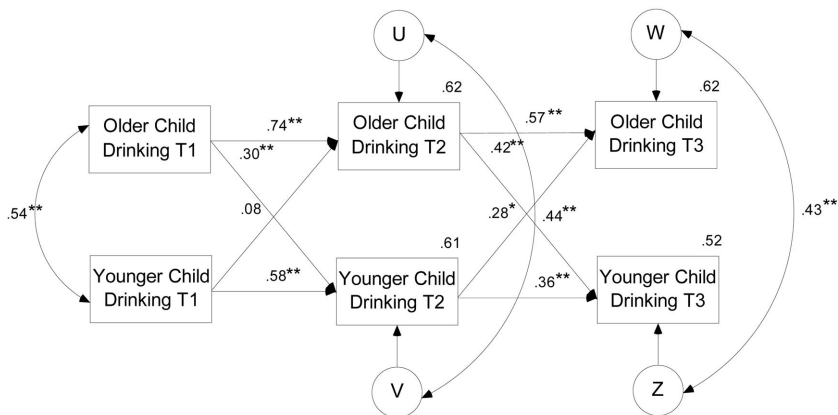 U
W
.62
.62
Older Child
Drinking T1
.74**
.30**
Older Child
Drinking T2
.57**
.42**
Older Child
Drinking T3
.54**
.08
.28*
.44**
.43**
.61
.52
Younger Child
Drinking T1
.58**
Younger Child
Drinking T2
.36**
Younger Child
Drinking T3
V
Z